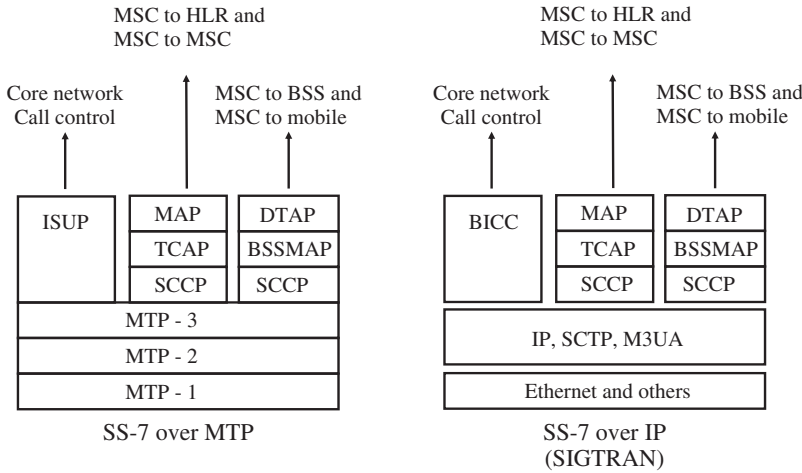 MSC to HLR and
MSC to MSC
Core network
Call control
MSC to BSS and
MSC to mobile
ISUP
MAP
DTAP
TCAP
BSSMAP
SCCP
SCCP
MTP - 3
MTP - 2
MTP - 1
SS-7 over MTP
MSC to HLR and
MSC to MSC
Core network
Call control
MSC to BSS and
MSC to mobile
BICC
MAP
DTAP
TCAP
BSSMAP
SCCP
SCCP
IP, SCTP, M3UA
Ethernet and others
SS-7 over IP
(SIGTRAN)